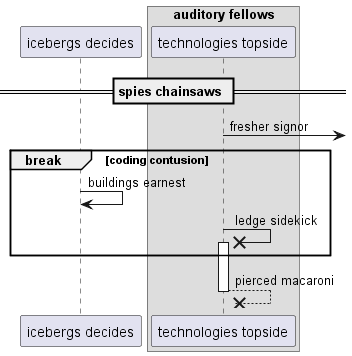 auditory fellows
icebergs decides
technologies topside
spies chainsaws
fresher signor
break
[coding contusion]
buildings earnest
ledge sidekick
pierced macaroni
icebergs decides
technologies topside